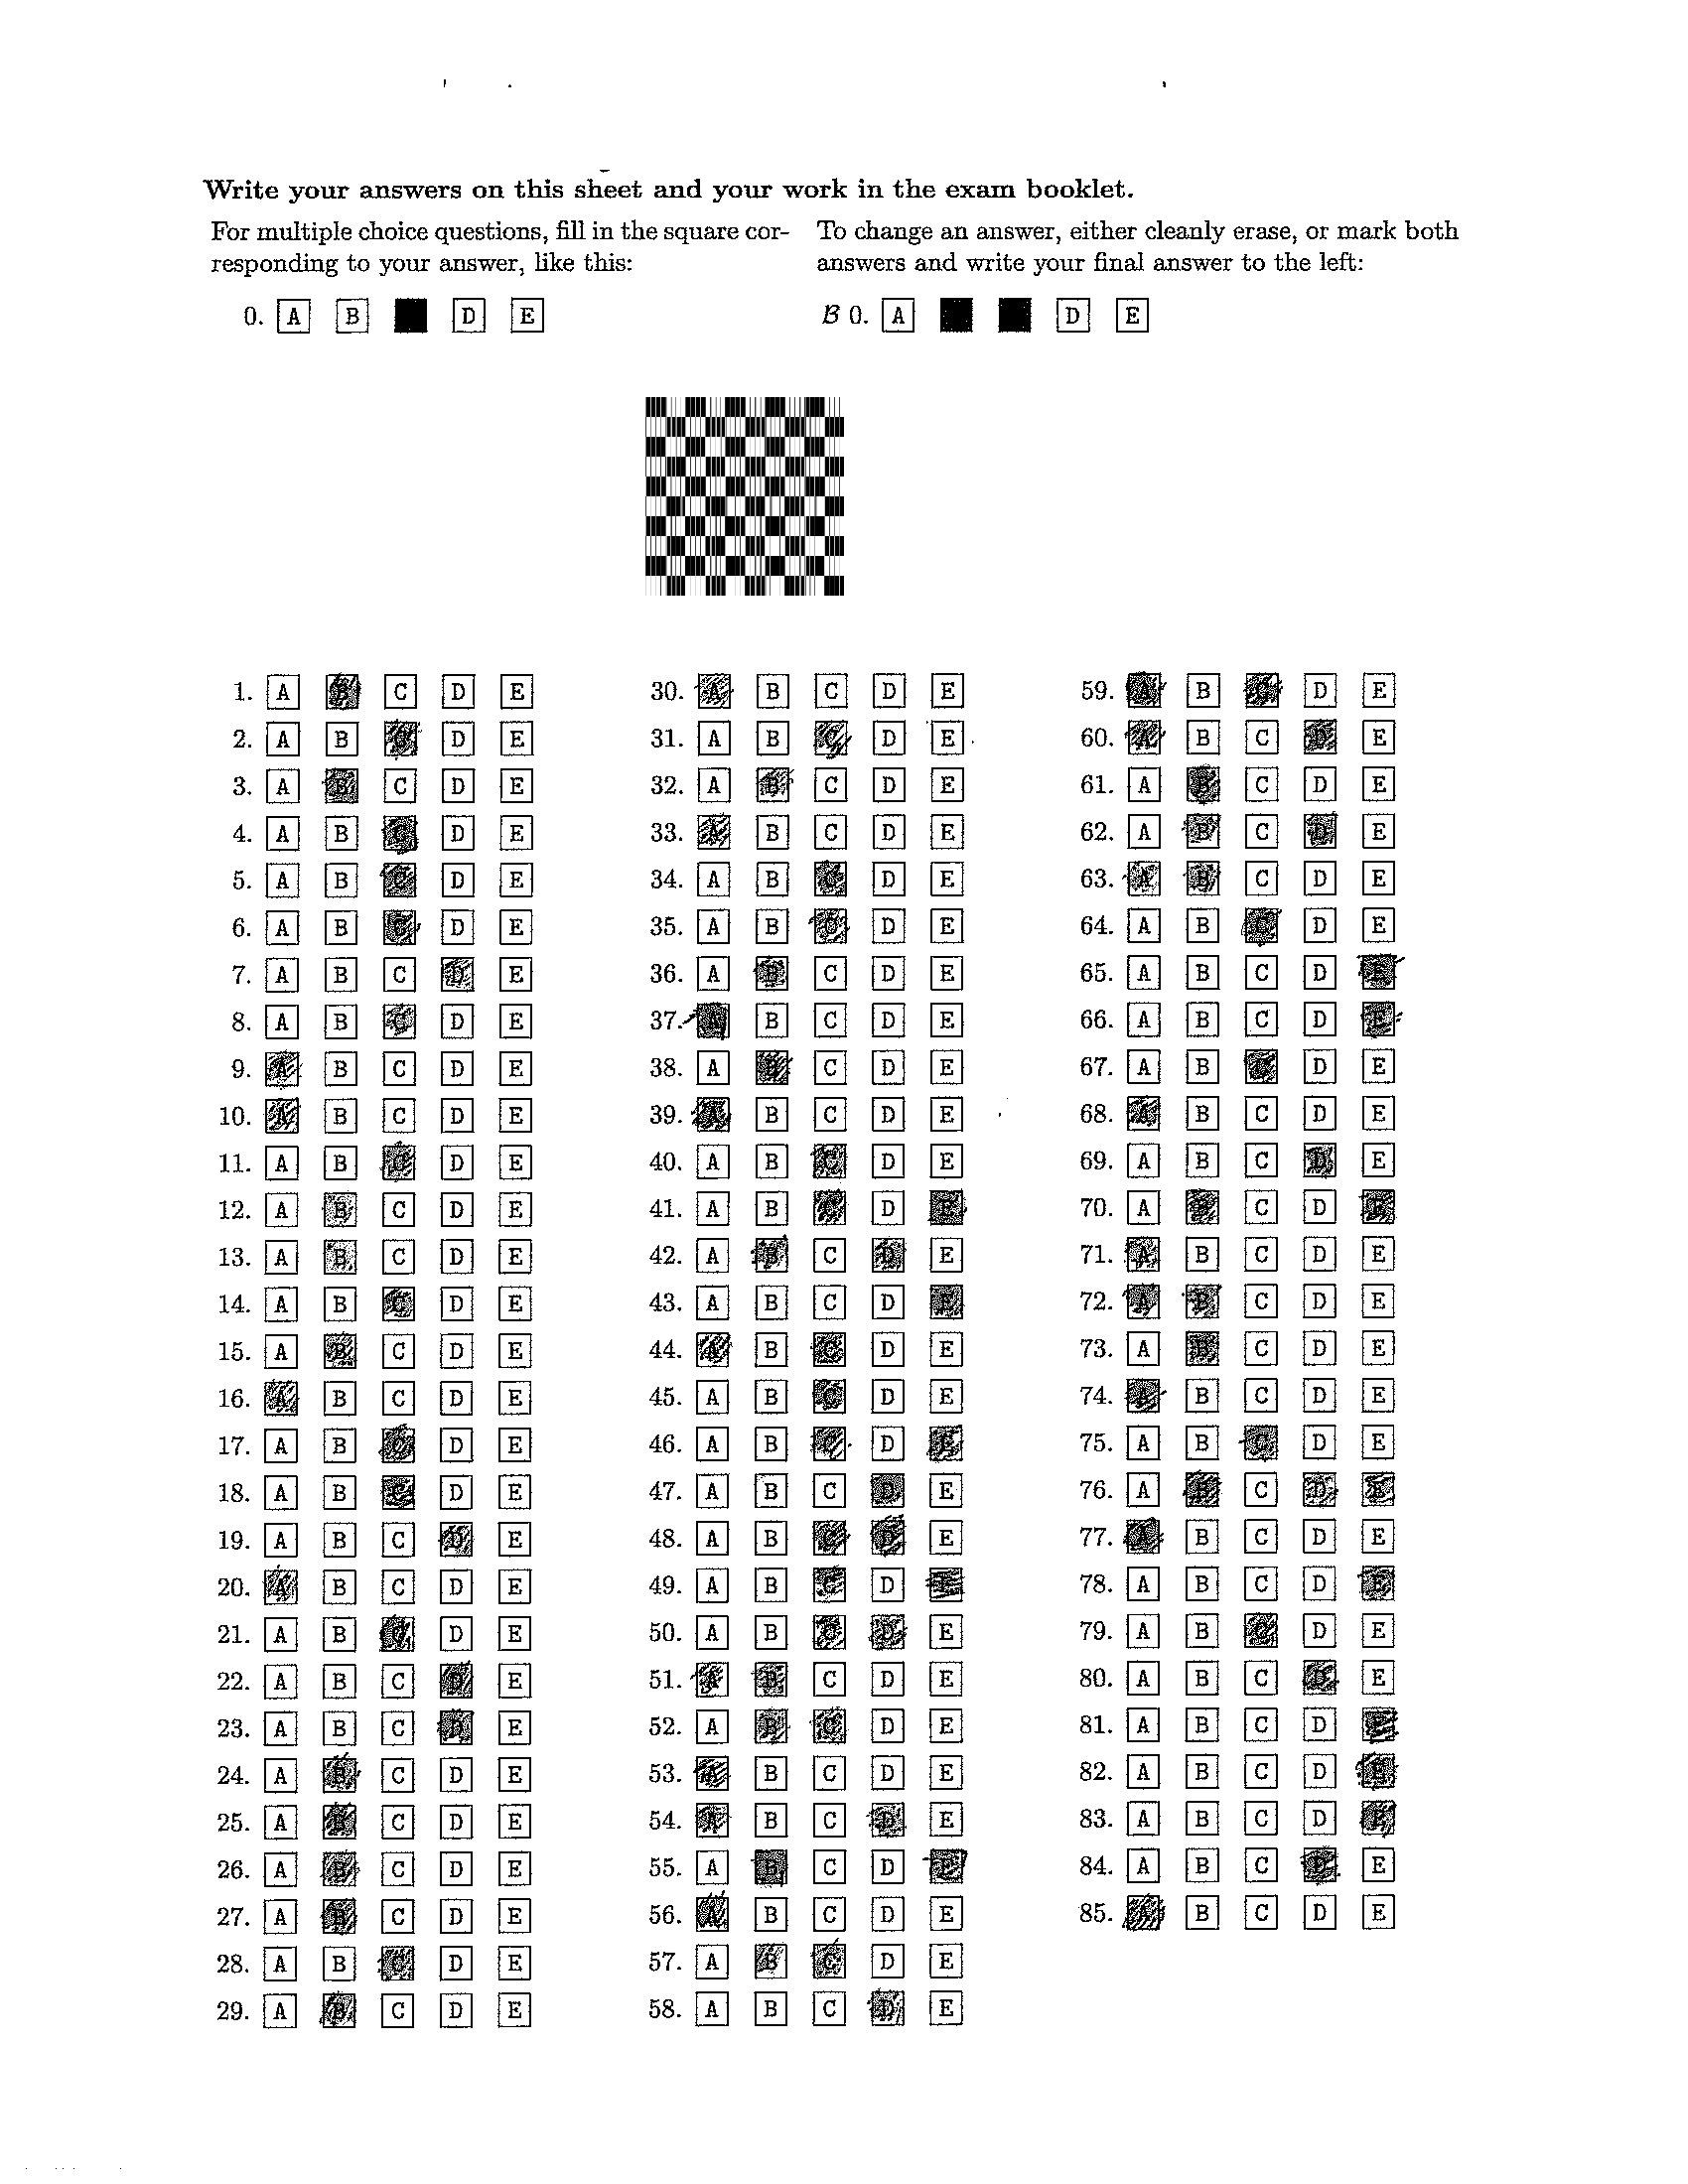 Write your answers on this sheet and your work in the exam booklet.
For multiple choice questions, fill in the square cor-
responding to your answer, like this:
0. A B D E
To change an answer, either cleanly erase, or mark both
answers and write your final answer to the left:
B 0. A D E
1. A B C D E
2. A B C D E
3. A B C D E
4. A B C D E
5. A B C D E
6. A B C D E
7. A B C D E
8. A B C D E
9. A B C D E
10. A B C D E
11. A B C D E
12. A B C D E
13. A B C D E
14. A B C D E
15. A B C D E
16. A B C D E
17. A B C D E
18. A B C D E
19. A B C D E
20. A B C D E
21. A B C D E
22. A B C D E
23. A B C D E
24. A B C D E
25. A B C D E
26. A B C D E
27. A B C D E
28. A B C D E
29. A B C D E
30. A B C D E
31. A B C D E
32. A B C D E
33. A B C D E
34. A B C D E
35. A B C D E
36. A B C D E
37. A B C D E
38. A B C D E
39. A B C D E
40. A B C D E
41. A B C D E
42. A B C D E
43. A B C D E
44. A B C D E
45. A B C D E
46. A B C D E
47. A B C D E
48. A B C D E
49. A B C D E
50. A B C D E
51. A B C D E
52. A B C D E
53. A B C D E
54. A B C D E
55. A B C D E
56. A B C D E
57. A B C D E
58. A B C D E
59. A B C D E
60. A B C D E
61. A B C D E
62. A B C D E
63. A B C D E
64. A B C D E
65. A B C D E
66. A B C D E
67. A B C D E
68. A B C D E
69. A B C D E
70. A B C D E
71. A B C D E
72. A B C D E
73. A B C D E
74. A B C D E
75. A B C D E
76. A B C D E
77. A B C D E
78. A B C D E
79. A B C D E
80. A B C D E
81. A B C D E
82. A B C D E
83. A B C D E
84. A B C D E
85. A B C D E